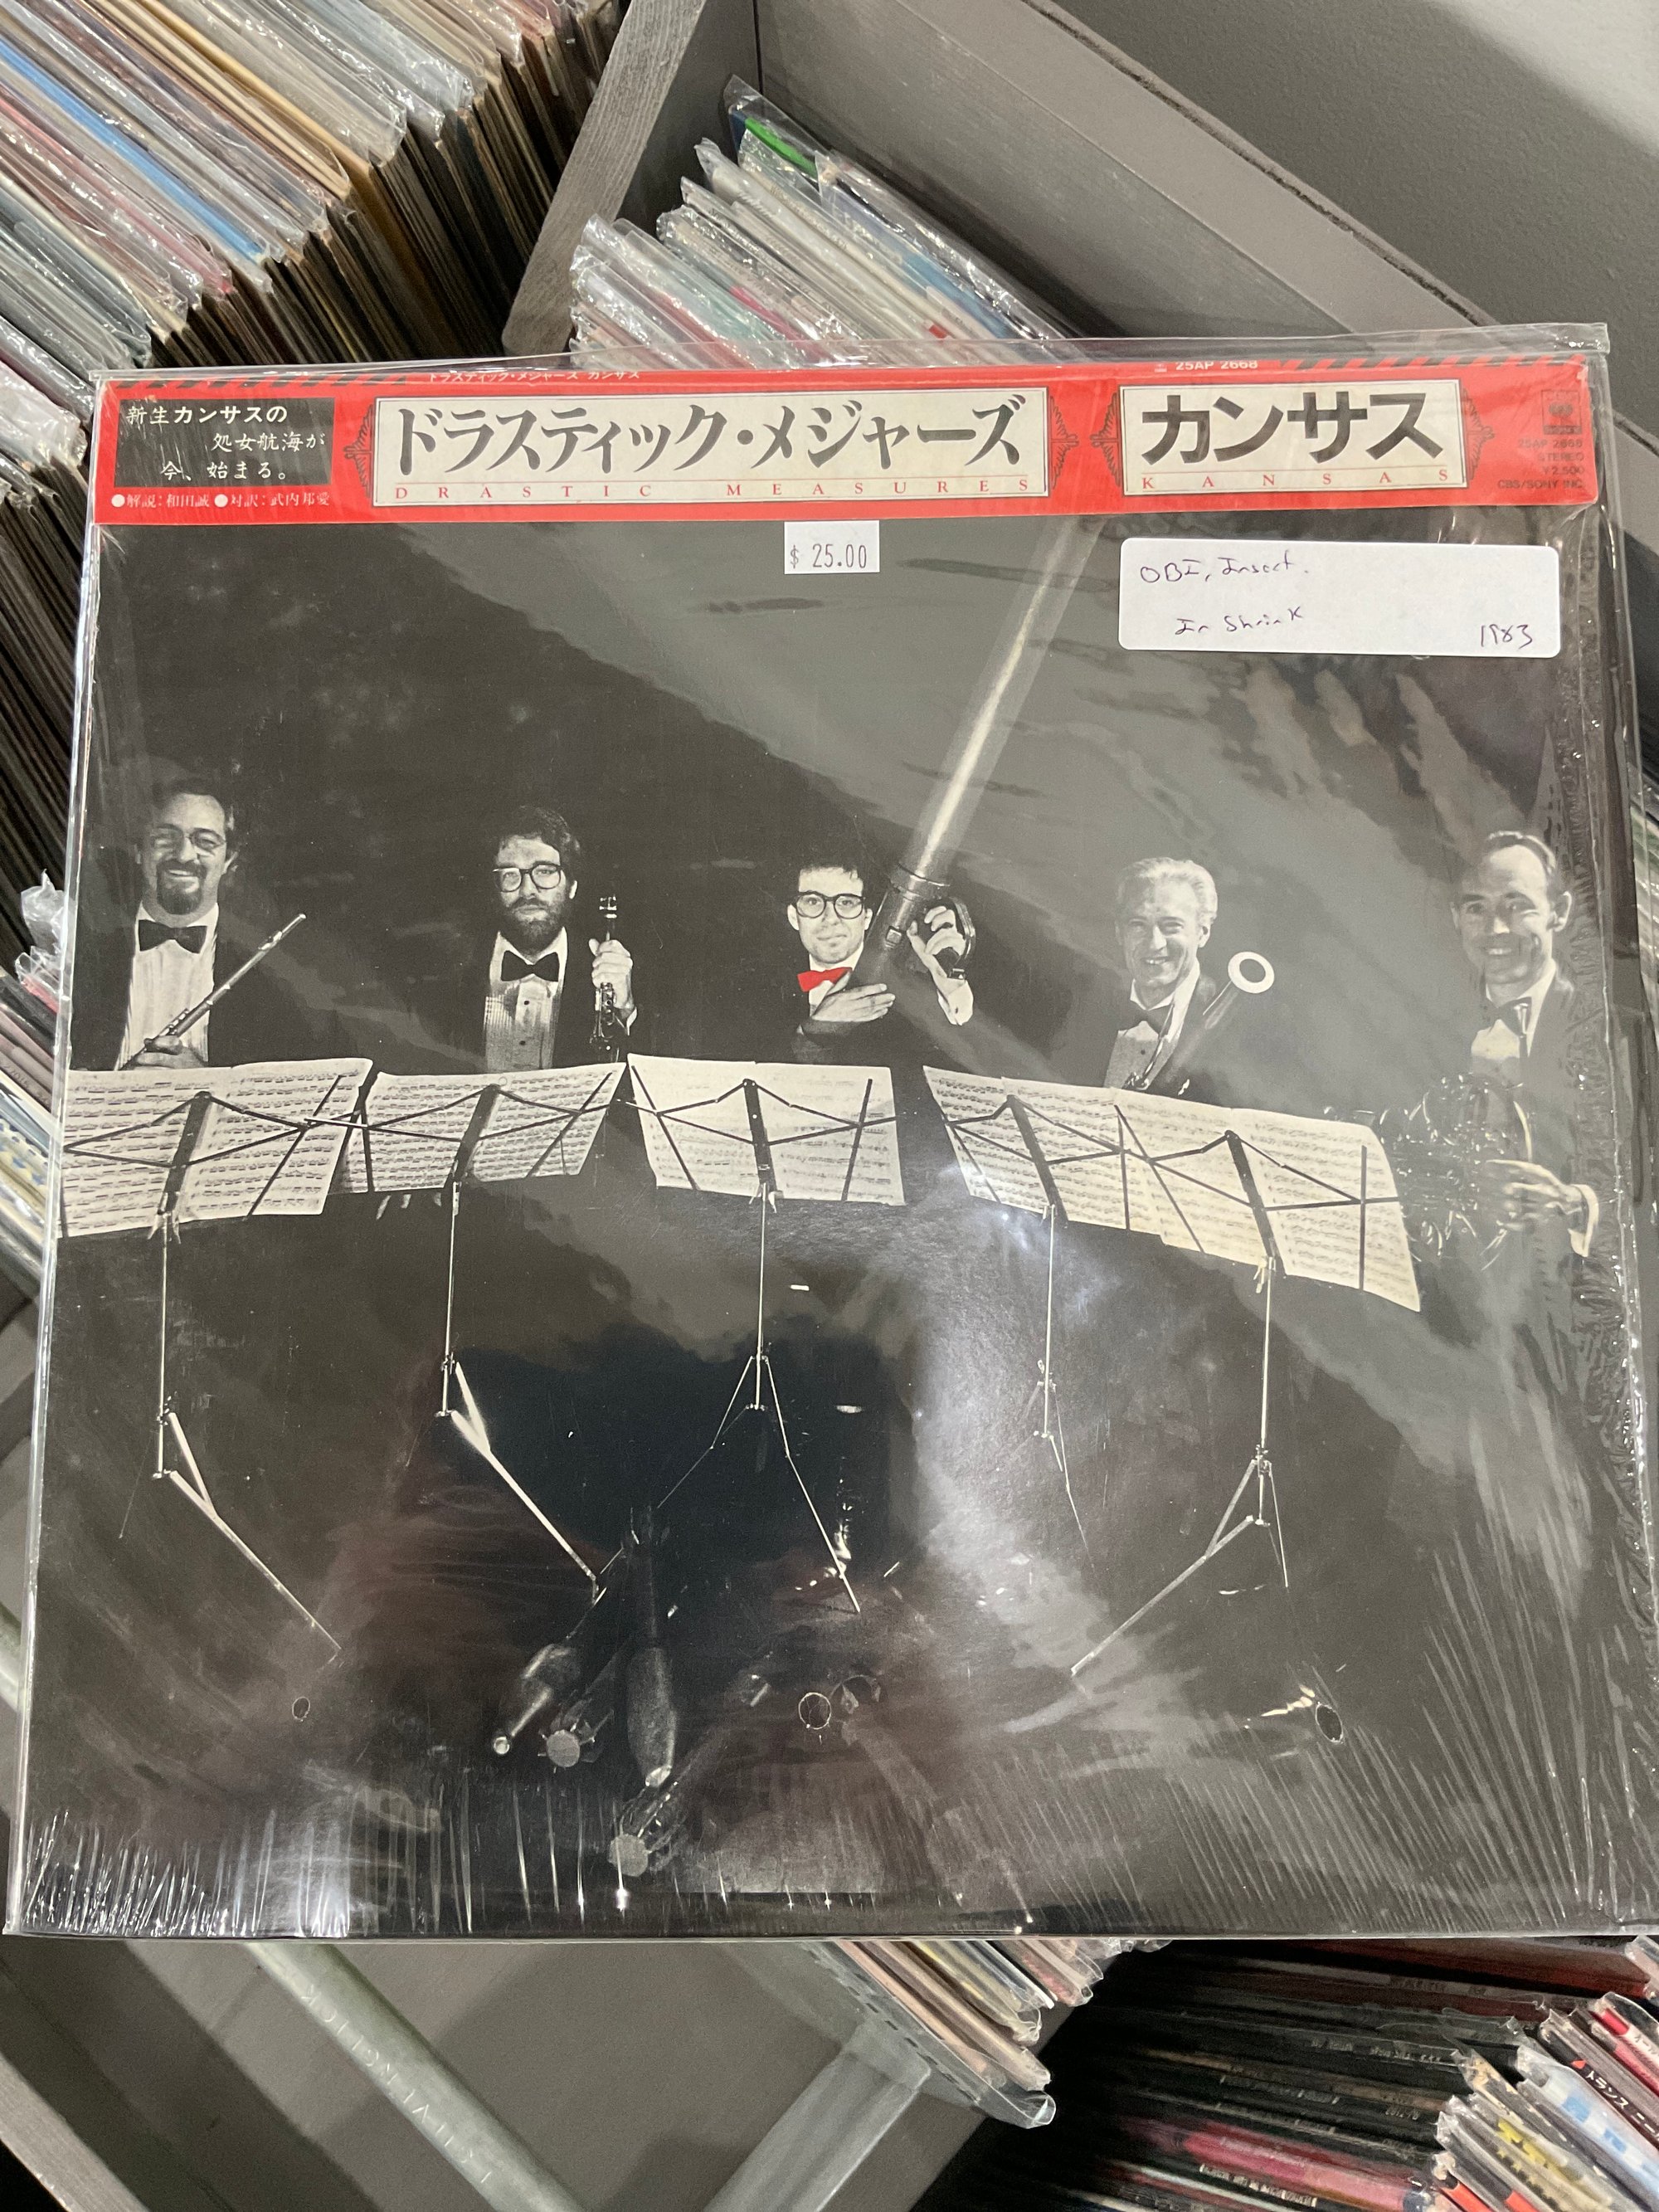 ドラスティック・メジャーズ カンサス
25AP 2668
新生カンサスの
処女航海が
今、始まる。
●解説:和田誠 ●対訳:武内邦愛
ドラスティック・メジャーズ
DRASTIC MEASURES
カンサス
KANSAS
25AP 2668
STEREO
¥2,500
CBS/SONY INC.
$ 25.00
OBI, Insert.
In Shrink
1983